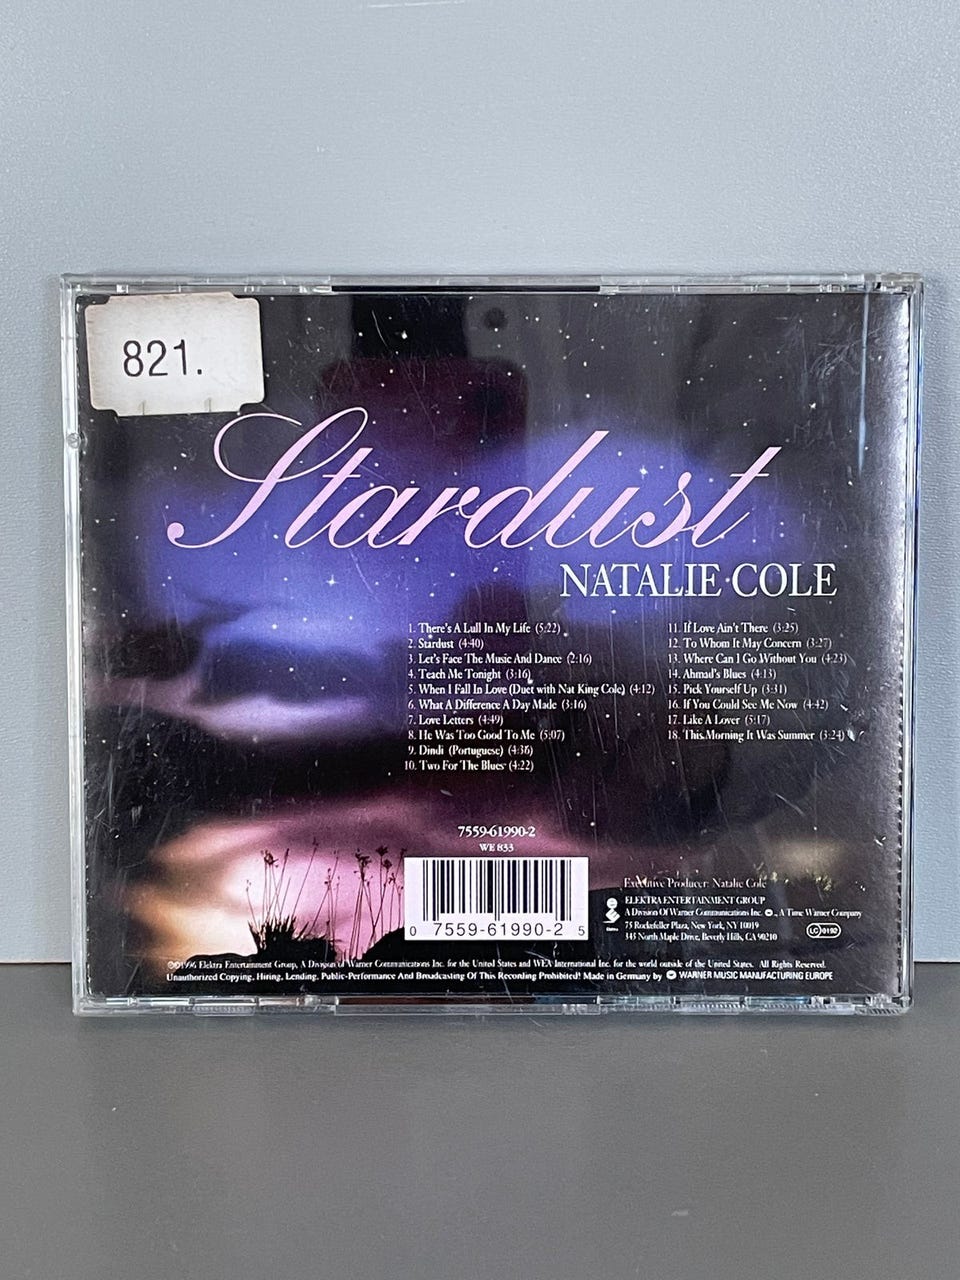 821.
Stardust
NATALIE COLE
1. There's A Lull In My Life (5:22)
2. Stardust (4:40)
3. Let's Face The Music And Dance (2:16)
4. Teach Me Tonight (3:16)
5. When I Fall In Love (Duet with Nat King Cole) (4:12)
6. What A Difference A Day Made (3:16)
7. Love Letters (4:49)
8. He Was Too Good To Me (5:07)
9. Dindi (Portuguese) (4:36)
10. Two For The Blues (4:22)
11. If Love Ain't There (3:25)
12. To Whom It May Concern (3:27)
13. Where Can I Go Without You (4:23)
14. Ahmad's Blues (4:13)
15. Pick Yourself Up (3:31)
16. If You Could See Me Now (4:42)
17. Like A Lover (5:17)
18. This Morning It Was Summer (3:24)
7559-61990-2
WE 833
0 7559-61990-2 5
Executive Producer: Natalie Cole
ELEKTRA ENTERTAINMENT GROUP
A Division Of Warner Communications Inc. , A Time Warner Company
75 Rockefeller Plaza, New York, NY 10019
345 North Maple Drive, Beverly Hills, CA 90210
LC 0192
℗©1996 Elektra Entertainment Group, A Division of Warner Communications Inc. for the United States and WEA International Inc. for the world outside of the United States. All Rights Reserved.
Unauthorized Copying, Hiring, Lending, Public-Performance And Broadcasting Of This Recording Prohibited! Made in Germany by WARNER MUSIC MANUFACTURING EUROPE